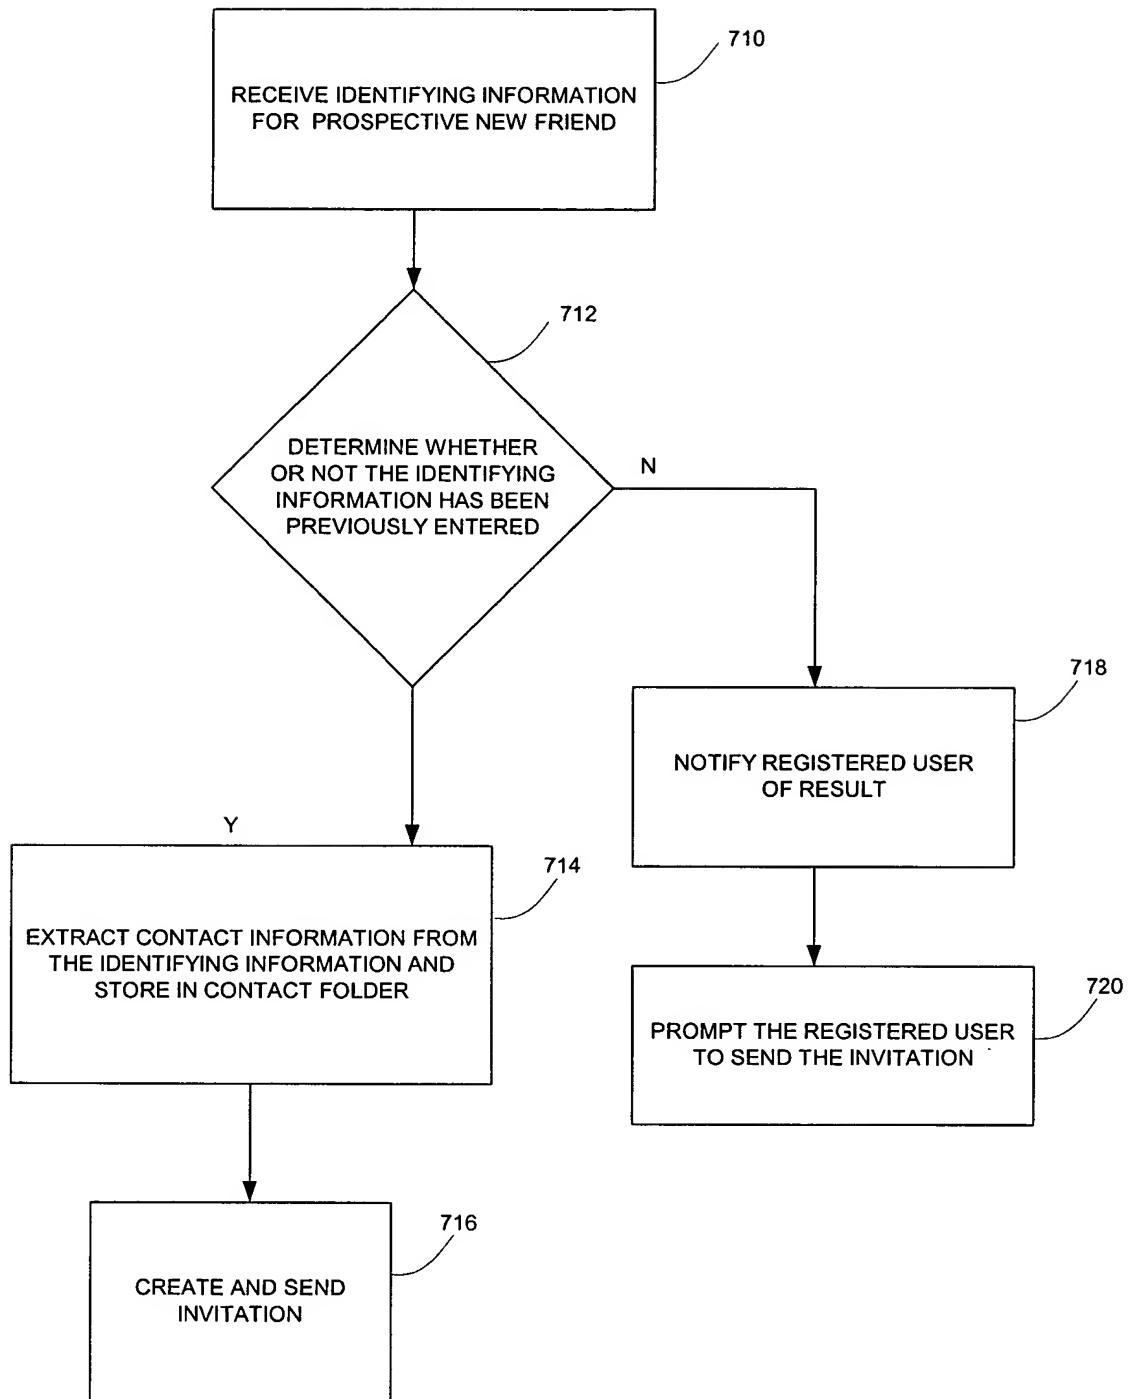 710
RECEIVE IDENTIFYING INFORMATION
FOR PROSPECTIVE NEW FRIEND
712
DETERMINE WHETHER
OR NOT THE IDENTIFYING
INFORMATION HAS BEEN
PREVIOUSLY ENTERED
N
718
NOTIFY REGISTERED USER
OF RESULT
Y
714
EXTRACT CONTACT INFORMATION FROM
THE IDENTIFYING INFORMATION AND
STORE IN CONTACT FOLDER
720
PROMPT THE REGISTERED USER
TO SEND THE INVITATION
716
CREATE AND SEND
INVITATION